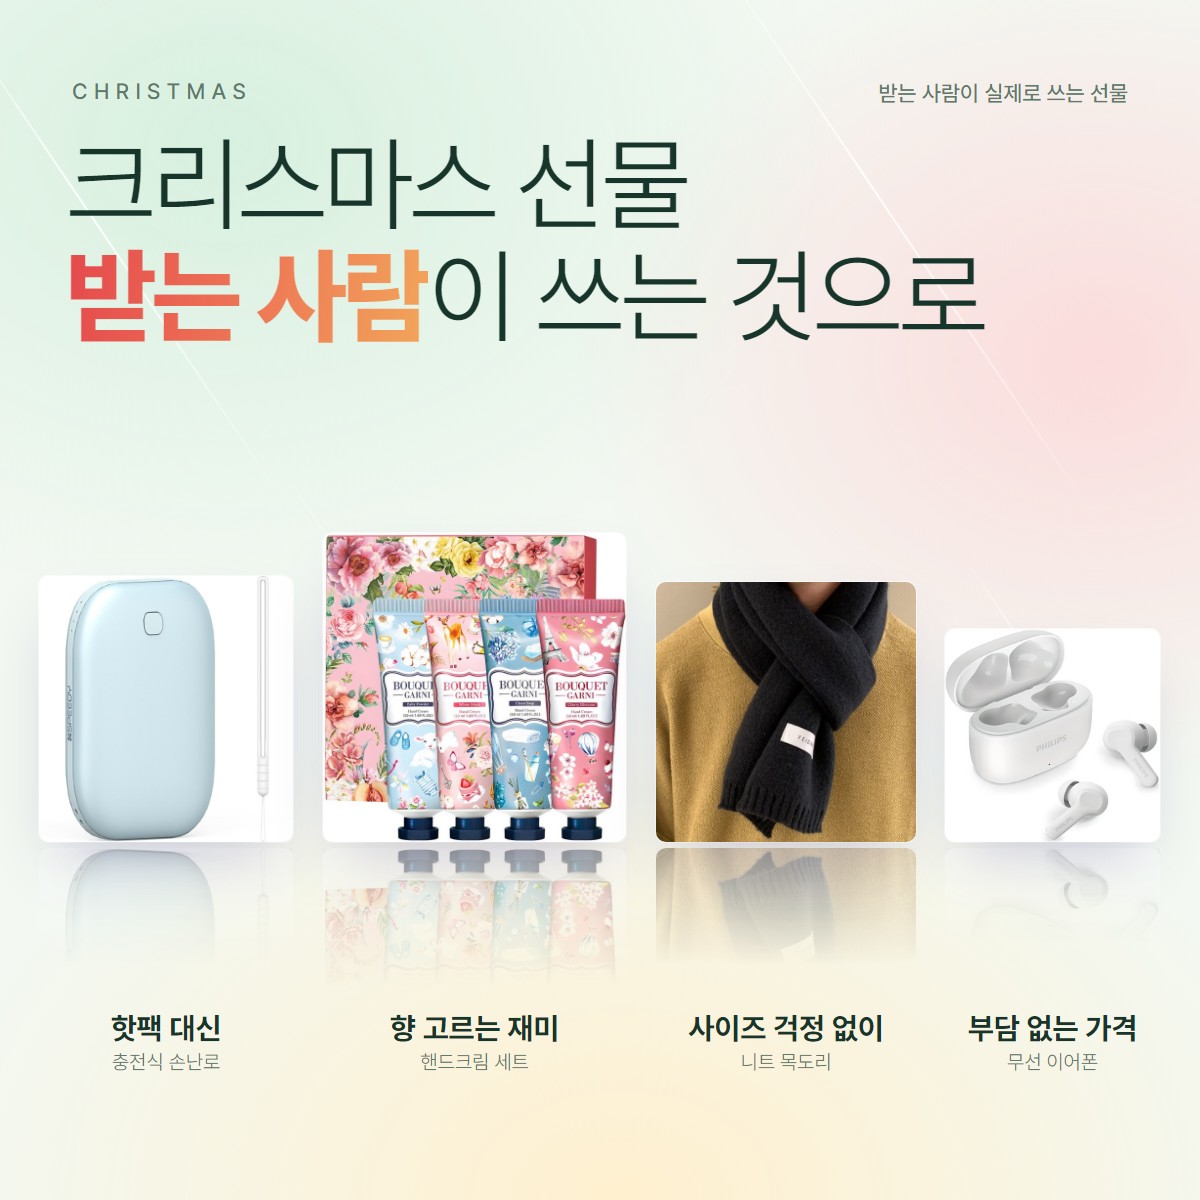 CHRISTMAS
받는 사람이 실제로 쓰는 선물
크리스마스 선물
받는 사람이 쓰는 것으로
BOUQUET
GARNI
BOUQUET
GARNI
BOUQUET
GARNI
BOUQUET
GARNI
Hand Cream
PHILIPS
핫팩 대신
충전식 손난로
향 고르는 재미
핸드크림 세트
사이즈 걱정 없이
니트 목도리
부담 없는 가격
무선 이어폰